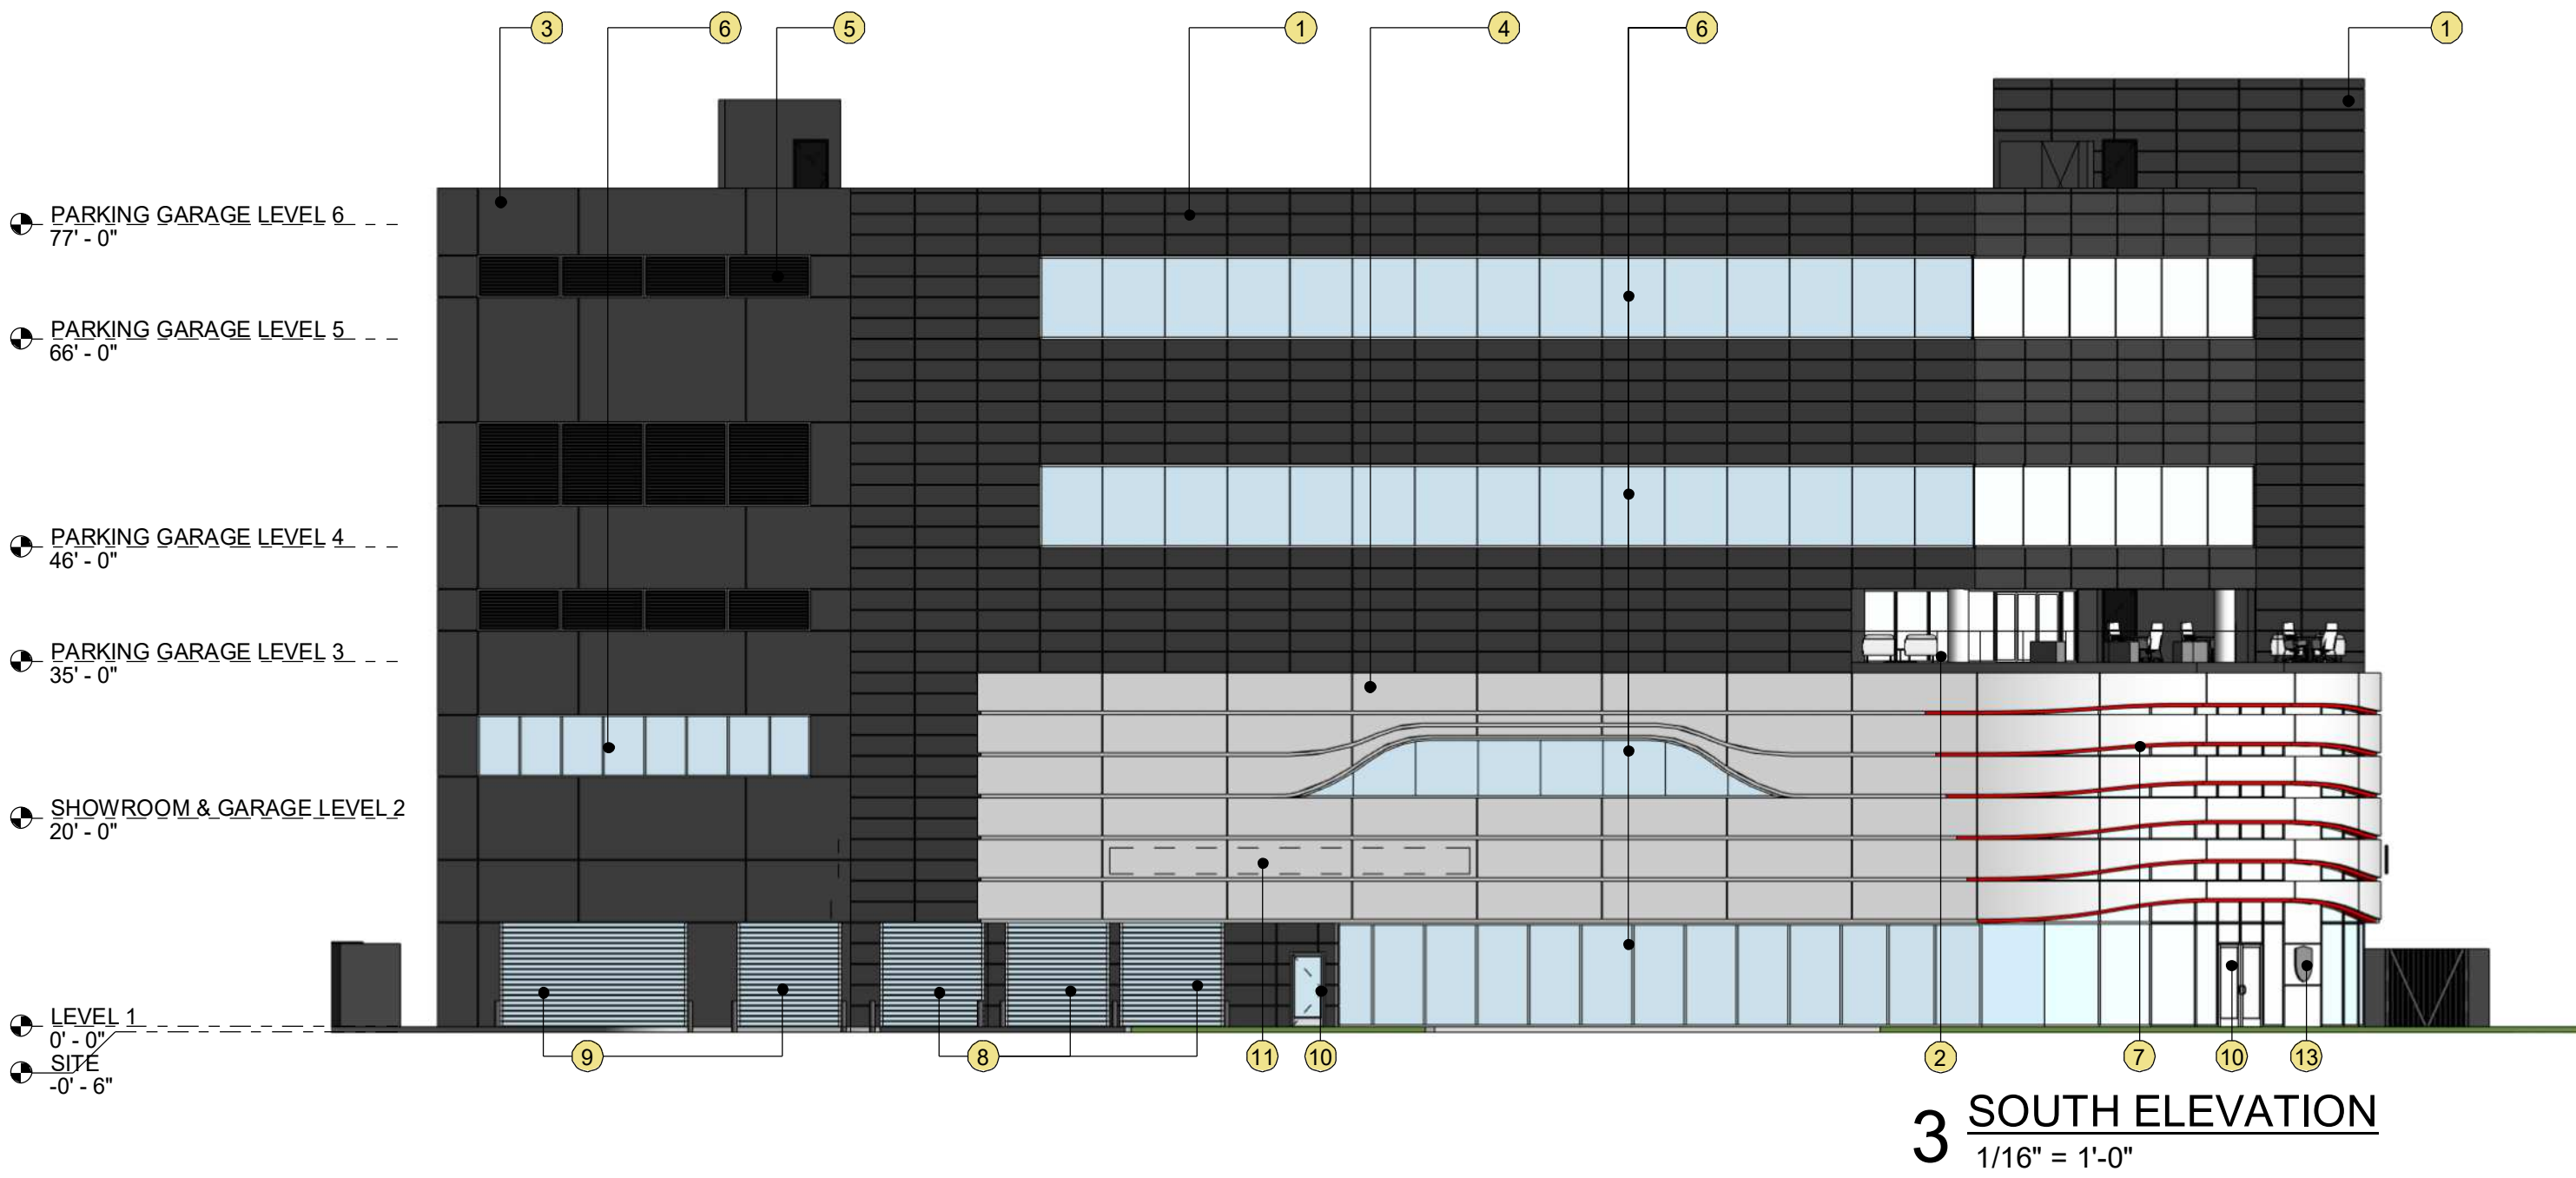 3 6 5 1 4 6 1
PARKING GARAGE LEVEL 6
77' - 0"
PARKING GARAGE LEVEL 5
66' - 0"
PARKING GARAGE LEVEL 4
46' - 0"
PARKING GARAGE LEVEL 3
35' - 0"
SHOWROOM & GARAGE LEVEL 2
20' - 0"
LEVEL 1
0' - 0"
SITE
-0' - 6"
9 8 11 10 2 7 10 13
3 SOUTH ELEVATION
1/16" = 1'-0"